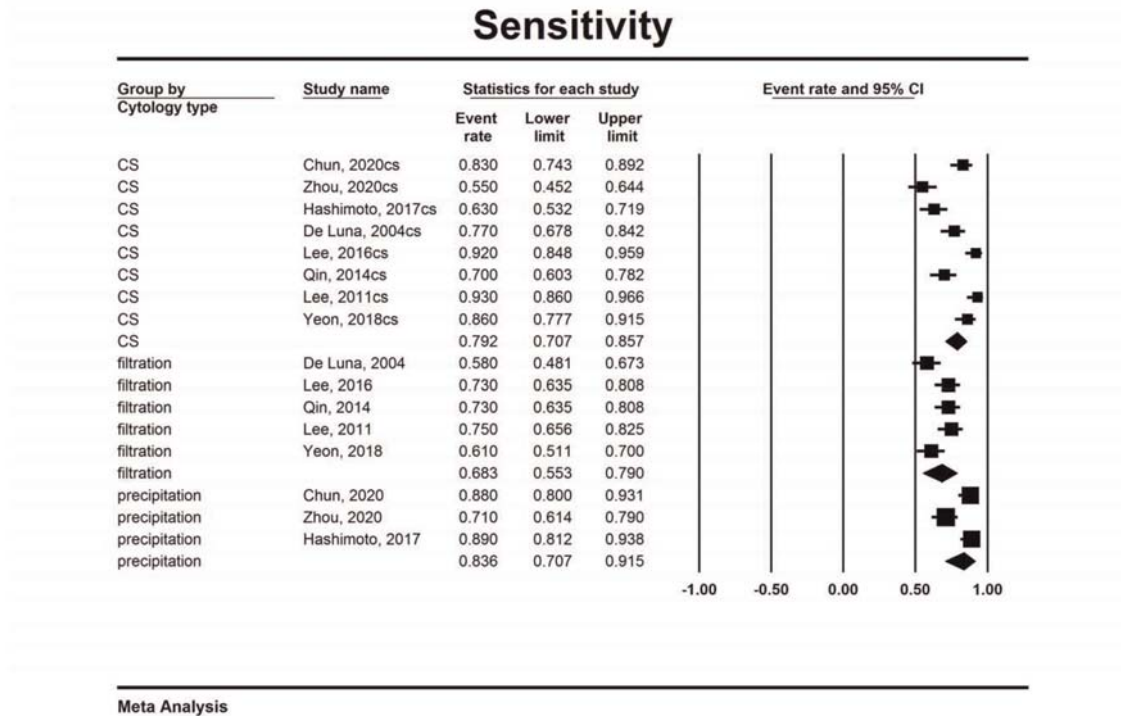 Sensitivity
Group by Study name Statistics for each study Event rate and 95% CI
Cytology type
Event Lower Upper
rate limit limit
CS Chun, 2020cs 0.830 0.743 0.892
CS Zhou, 2020cs 0.550 0.452 0.644
CS Hashimoto, 2017cs 0.630 0.532 0.719
CS De Luna, 2004cs 0.770 0.678 0.842
CS Lee, 2016cs 0.920 0.848 0.959
CS Qin, 2014cs 0.700 0.603 0.782
CS Lee, 2011cs 0.930 0.860 0.966
CS Yeon, 2018cs 0.860 0.777 0.915
CS 0.792 0.707 0.857
filtration De Luna, 2004 0.580 0.481 0.673
filtration Lee, 2016 0.730 0.635 0.808
filtration Qin, 2014 0.730 0.635 0.808
filtration Lee, 2011 0.750 0.656 0.825
filtration Yeon, 2018 0.610 0.511 0.700
filtration 0.683 0.553 0.790
precipitation Chun, 2020 0.880 0.800 0.931
precipitation Zhou, 2020 0.710 0.614 0.790
precipitation Hashimoto, 2017 0.890 0.812 0.938
precipitation 0.836 0.707 0.915
-1.00 -0.50 0.00 0.50 1.00
Meta Analysis